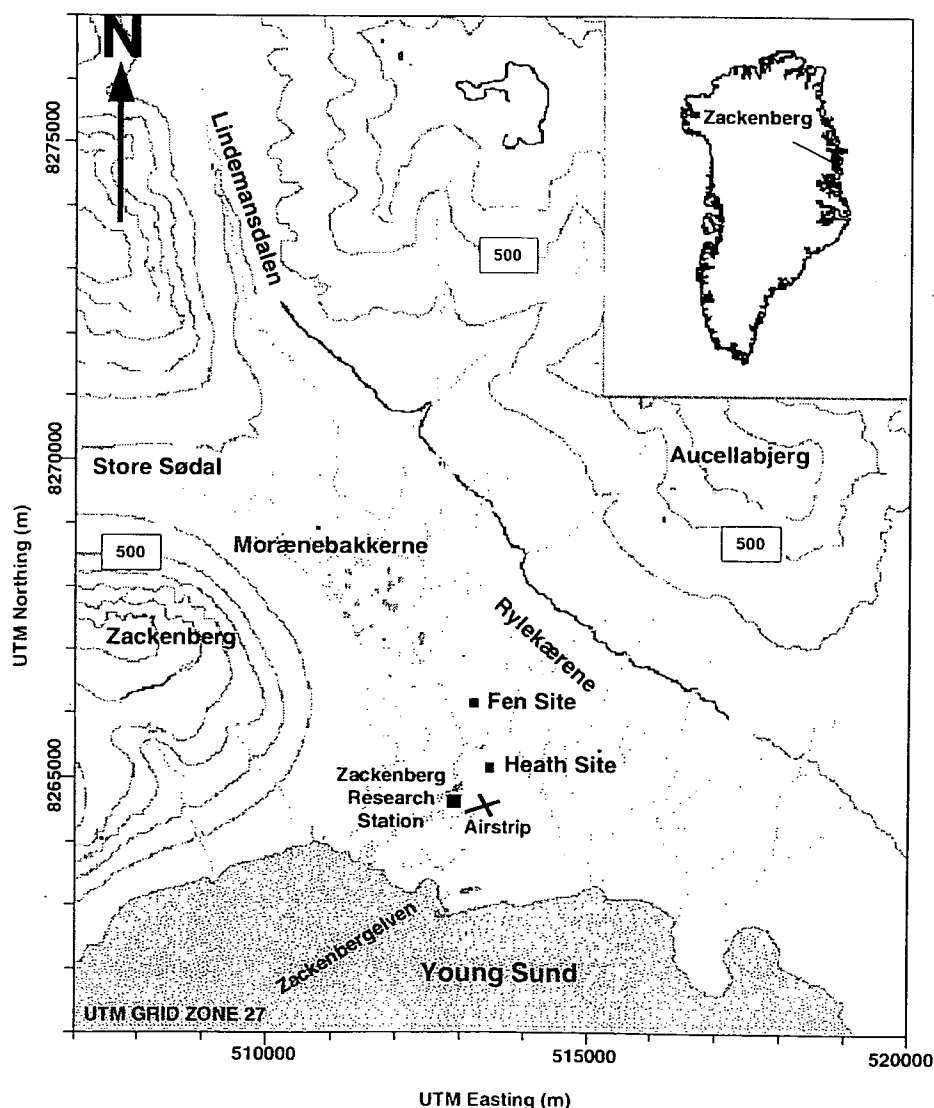 N
Lindemansdalen
Zackenberg
500
8275000
Store Sødal
Aucellabjerg
8270000
500
Morænebakkerne
500
Zackenberg
Rylekærene
UTM Northing (m)
Fen Site
Heath Site
8265000
Zackenberg
Research
Station
Airstrip
Zackenbergelven
Young Sund
UTM GRID ZONE 27
510000
515000
520000
UTM Easting (m)